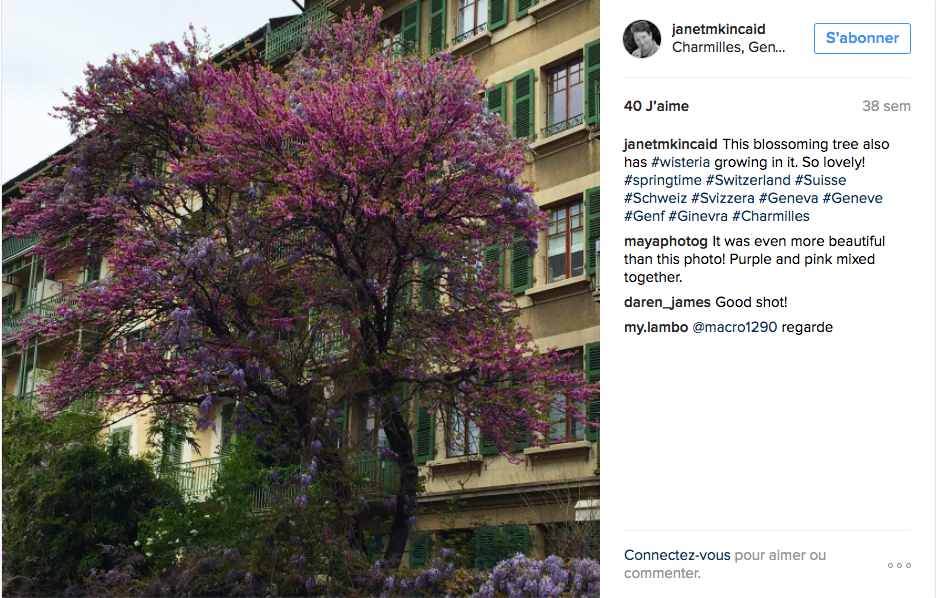 janetmkincaid
Charmilles, Gen...
S'abonner
40 J'aime
38 sem
janetmkincaid This blossoming tree also
has #wisteria growing in it. So lovely!
#springtime #Switzerland #Suisse
#Schweiz #Svizzera #Geneva #Geneve
#Genf #Ginevra #Charmilles
mayaphotog It was even more beautiful
than this photo! Purple and pink mixed
together.
daren_james Good shot!
my.lambo @macro1290 regarde
Connectez-vous pour aimer ou
commenter.